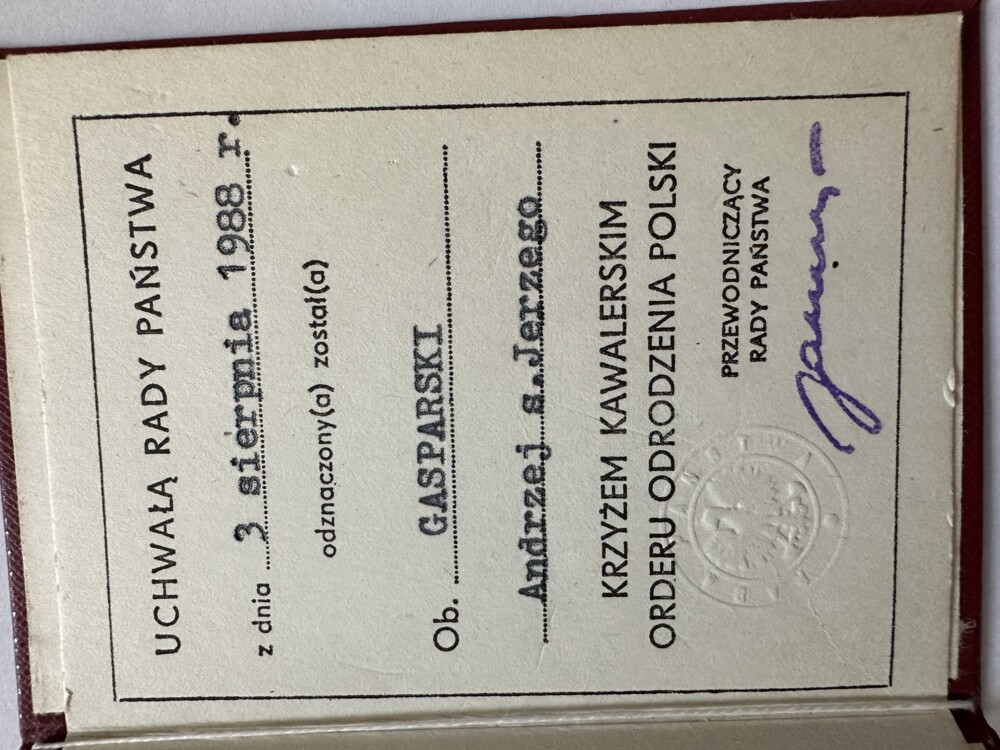 UCHWAŁĄ RADY PAŃSTWA
z dnia 3 sierpnia 1988 r.
odznaczony(a) został(a)
Ob. GASPARSKI
Andrzej s.Jerzego
KRZYŻEM KAWALERSKIM
ORDERU ODRODZENIA POLSKI
PRZEWODNICZĄCY
RADY PAŃSTWA